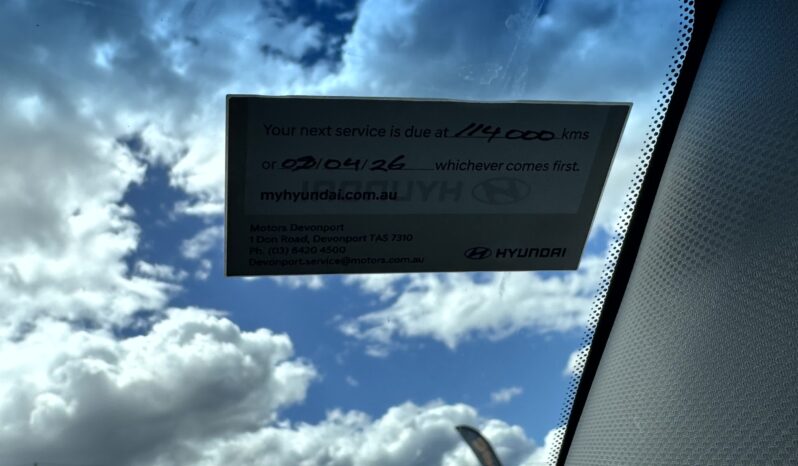 Your next service is due at 114000 kms
or 02/04/26 whichever comes first.
myhyundai.com.au
HYUNDAI
Motors Devonport
1 Don Road, Devonport TAS 7310
Ph. (03) 6420 4500
Devonport.service@motors.com.au
HYUNDAI